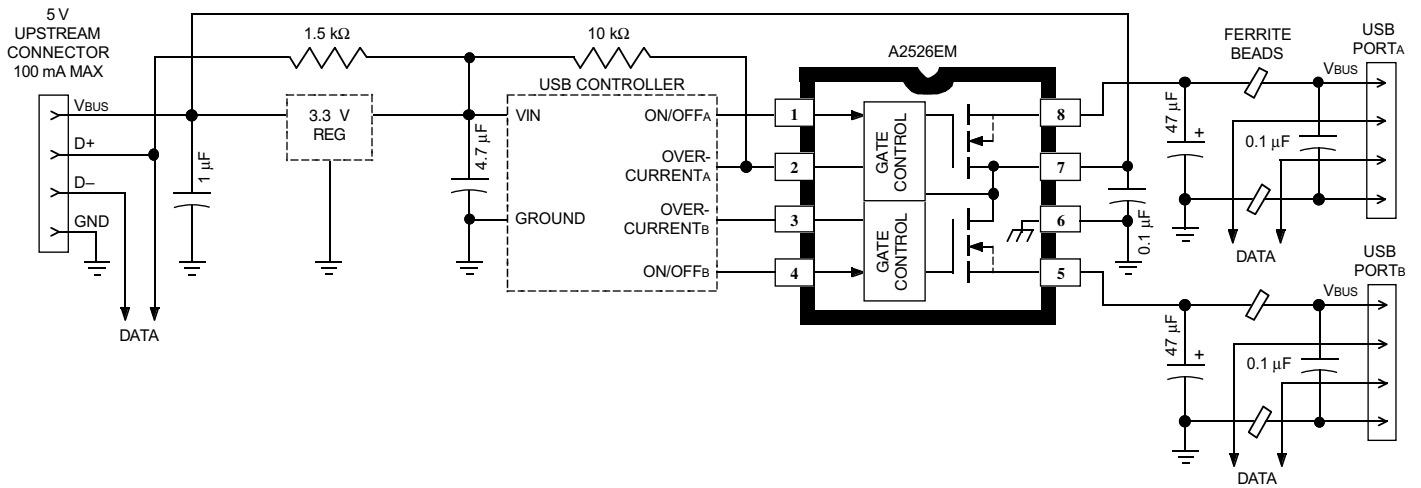 5 V
UPSTREAM
CONNECTOR
100 mA MAX
VBUS
D+
D–
GND
DATA
1 µF
1.5 kΩ
3.3 V
REG
4.7 µF
10 kΩ
USB CONTROLLER
VIN
GROUND
ON/OFFA
OVER-
CURRENTA
OVER-
CURRENTB
ON/OFFB
A2526EM
1
2
3
4
GATE
CONTROL
GATE
CONTROL
8
7
6
5
0.1 µF
FERRITE
BEADS
USB
PORTA
VBUS
47 µF
+
0.1 µF
DATA
USB
PORTB
VBUS
47 µF
+
0.1 µF
DATA